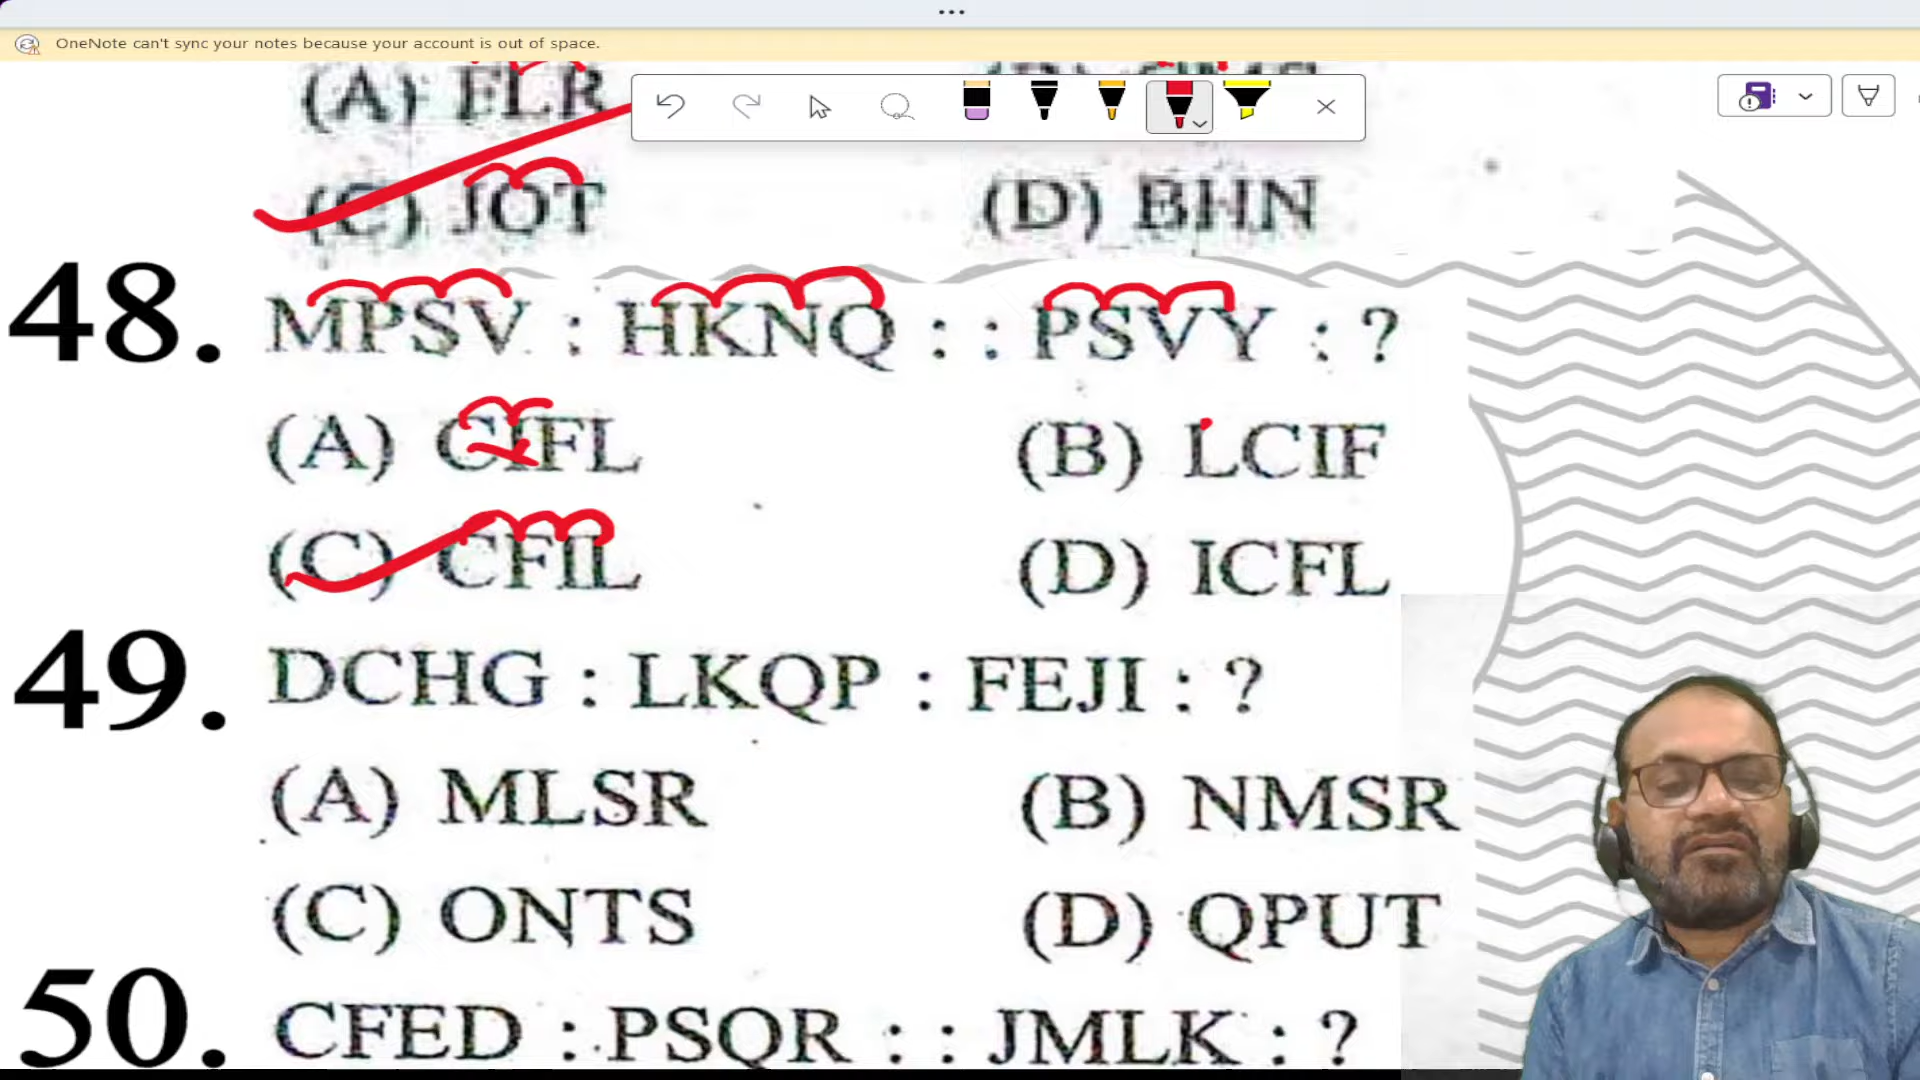 OneNote can't sync your notes because your account is out of space.
(A) FLR
(C) JOT (D) BHN
48. MPSV : HKNQ : : PSVY : ?
(A) CIFL (B) LCIF
(C) CFIL (D) ICFL
49. DCHG : LKQP : FEJI : ?
(A) MLSR (B) NMSR
(C) ONTS (D) QPUT
50. CFED : PSQR : : JMLK : ?